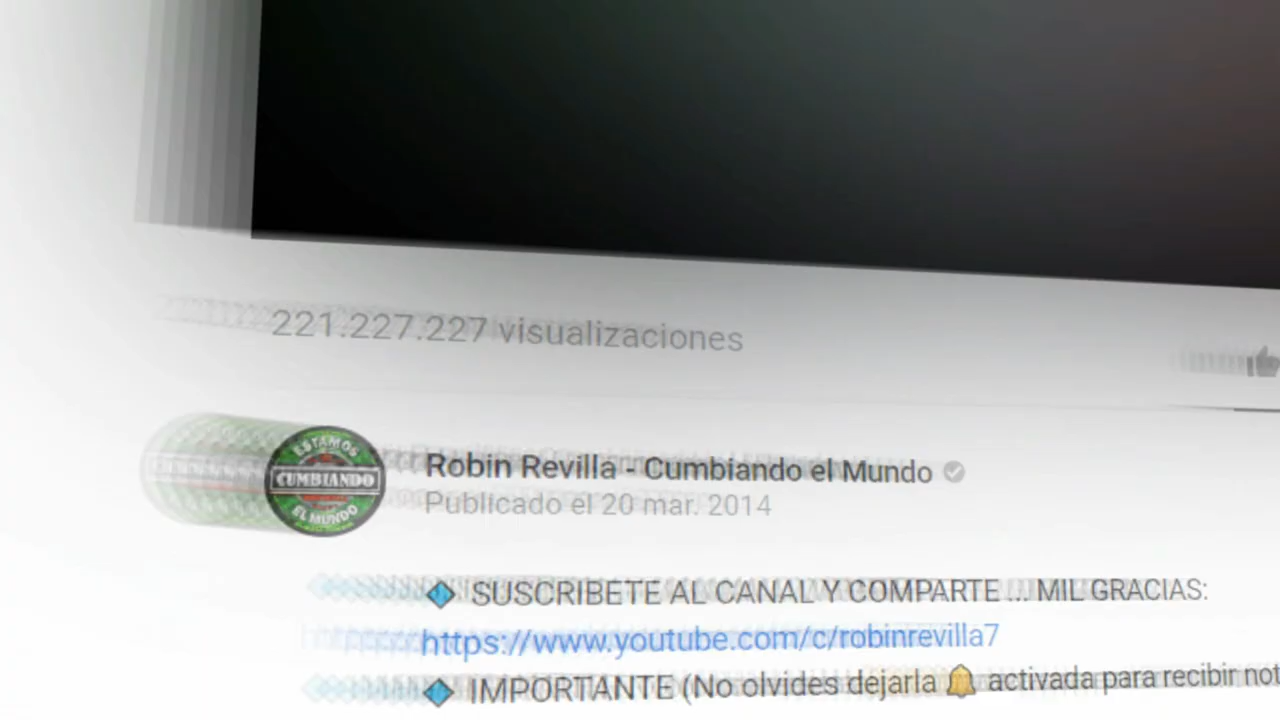 221.227.227 visualizaciones
ESTAMOS
CUMBIANDO
EL MUNDO
Robin Revilla - Cumbiando el Mundo
Publicado el 20 mar. 2014
SUSCRIBETE AL CANAL Y COMPARTE ... MIL GRACIAS:
https://www.youtube.com/c/robinrevilla7
IMPORTANTE (No olvides dejarla 🔔 activada para recibir not